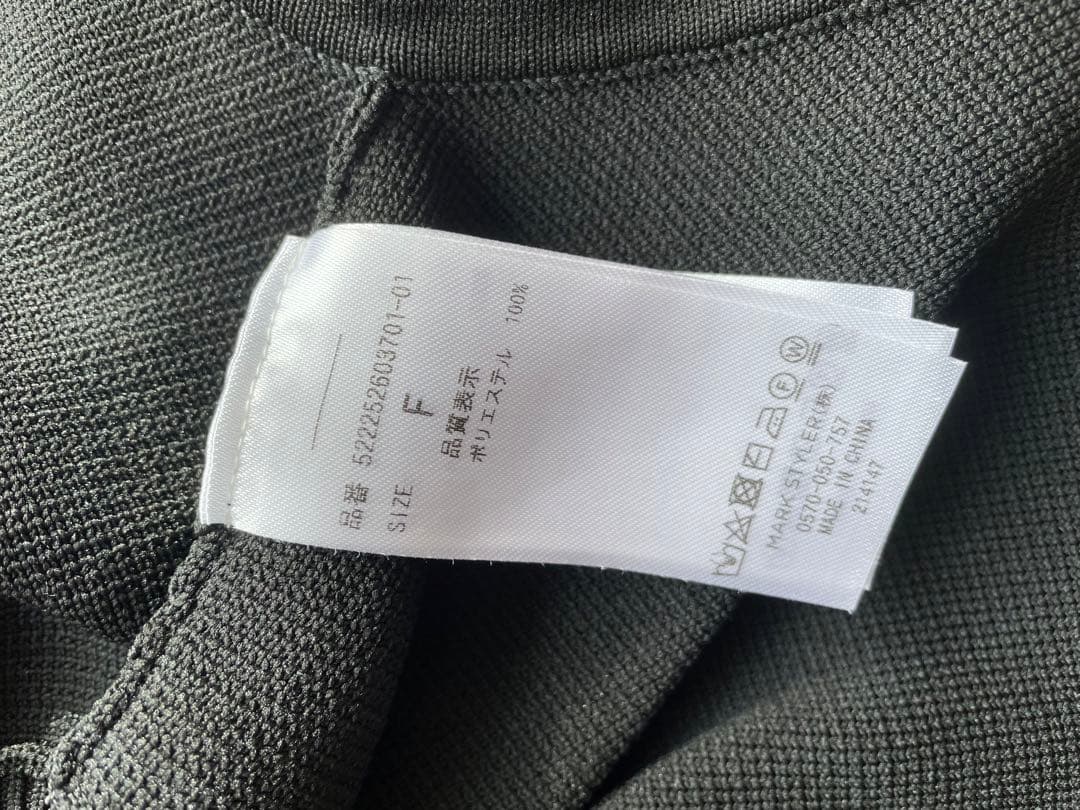 品番 522252603701-01
SIZE F
品質表示
ポリエステル 100%
F W
MARK STYLER(株)
0570-050-757
MADE IN CHINA
214147